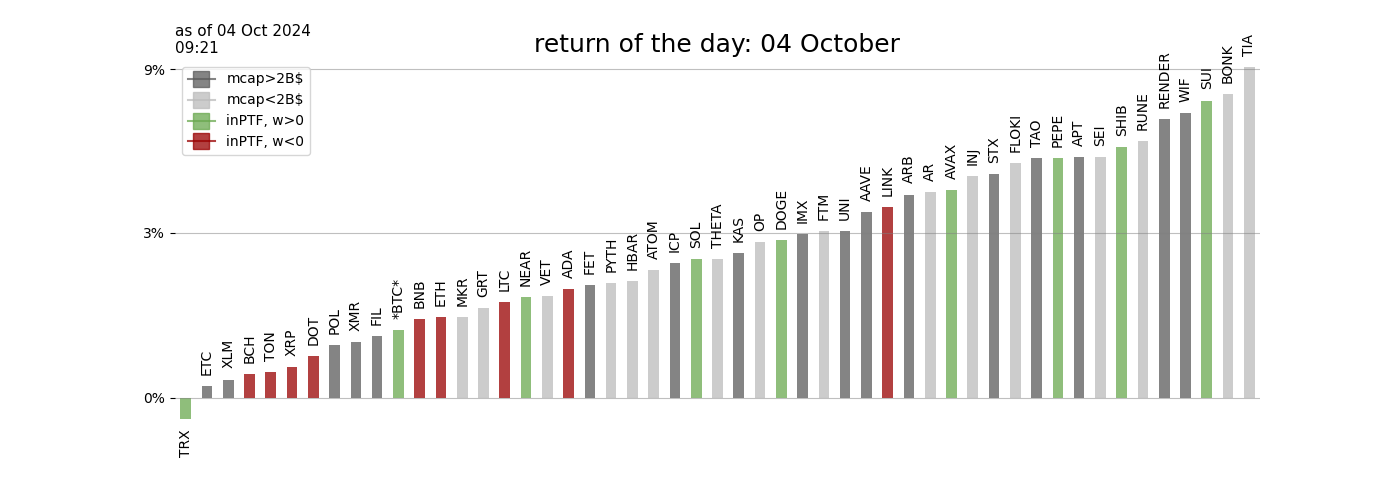 as of 04 Oct 2024
09:21
return of the day: 04 October
9%
3%
0%
mcap>2B$
mcap<2B$
inPTF, w>0
inPTF, w<0
TRX
ETC
XLM
BCH
TON
XRP
DOT
POL
XMR
FIL
*BTC*
BNB
ETH
MKR
GRT
LTC
NEAR
VET
ADA
FET
PYTH
HBAR
ATOM
ICP
SOL
THETA
KAS
OP
DOGE
IMX
FTM
UNI
AAVE
LINK
ARB
AR
AVAX
INJ
STX
FLOKI
TAO
PEPE
APT
SEI
SHIB
RUNE
RENDER
WIF
SUI
BONK
TIA